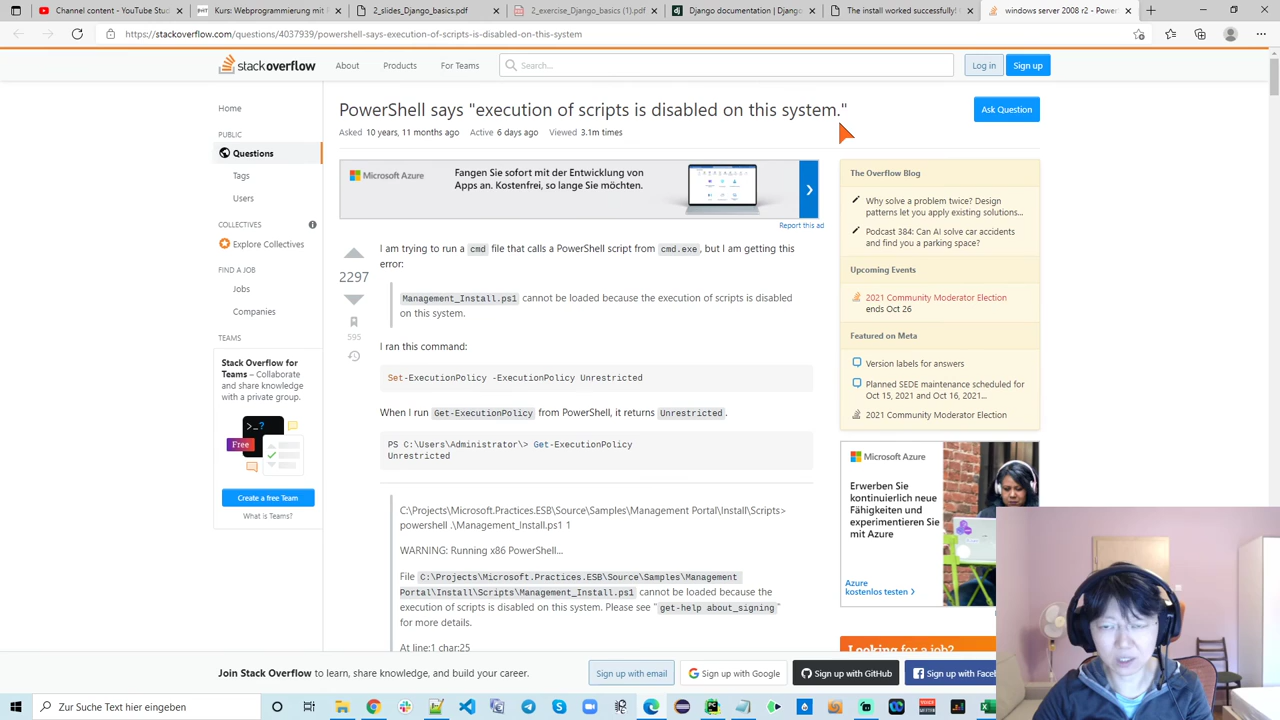 Channel content - YouTube Stud
Kurs: Webprogrammierung mit
2_slides_Django_basics.pdf
2_exercise_Django_basics (1).pdf
Django documentation | Django
The install worked successfully!
windows server 2008 r2 - Power
https://stackoverflow.com/questions/4037939/powershell-says-execution-of-scripts-is-disabled-on-this-system
stackoverflow
About
Products
For Teams
Search...
Log in
Sign up
Home
PUBLIC
Questions
Tags
Users
COLLECTIVES
Explore Collectives
FIND A JOB
Jobs
Companies
TEAMS
Stack Overflow for
Teams – Collaborate
and share knowledge
with a private group.
Free
Create a free Team
What is Teams?
PowerShell says "execution of scripts is disabled on this system."
Ask Question
Asked 10 years, 11 months ago Active 6 days ago Viewed 3.1m times
Microsoft Azure
Fangen Sie sofort mit der Entwicklung von
Apps an. Kostenfrei, so lange Sie möchten.
Report this ad
2297
595
I am trying to run a cmd file that calls a PowerShell script from cmd.exe, but I am getting this
error:
Management_Install.ps1 cannot be loaded because the execution of scripts is disabled
on this system.
I ran this command:
Set-ExecutionPolicy -ExecutionPolicy Unrestricted
When I run Get-ExecutionPolicy from PowerShell, it returns Unrestricted.
PS C:\Users\Administrator\> Get-ExecutionPolicy
Unrestricted
C:\Projects\Microsoft.Practices.ESB\Source\Samples\Management Portal\Install\Scripts>
powershell .\Management_Install.ps1 1
WARNING: Running x86 PowerShell...
File C:\Projects\Microsoft.Practices.ESB\Source\Samples\Management
Portal\Install\Scripts\Management_Install.ps1 cannot be loaded because the
execution of scripts is disabled on this system. Please see "get-help about_signing"
for more details.
At line:1 char:25
The Overflow Blog
Why solve a problem twice? Design
patterns let you apply existing solutions...
Podcast 384: Can AI solve car accidents
and find you a parking space?
Upcoming Events
2021 Community Moderator Election
ends Oct 26
Featured on Meta
Version labels for answers
Planned SEDE maintenance scheduled for
Oct 15, 2021 and Oct 16, 2021...
2021 Community Moderator Election
Microsoft Azure
Erwerben Sie
kontinuierlich neue
Fähigkeiten und
experimentieren Sie
mit Azure
Azure
kostenlos testen
Looking for a job?
Join Stack Overflow to learn, share knowledge, and build your career.
Sign up with email
Sign up with Google
Sign up with GitHub
Sign up with Faceb
Zur Suche Text hier eingeben